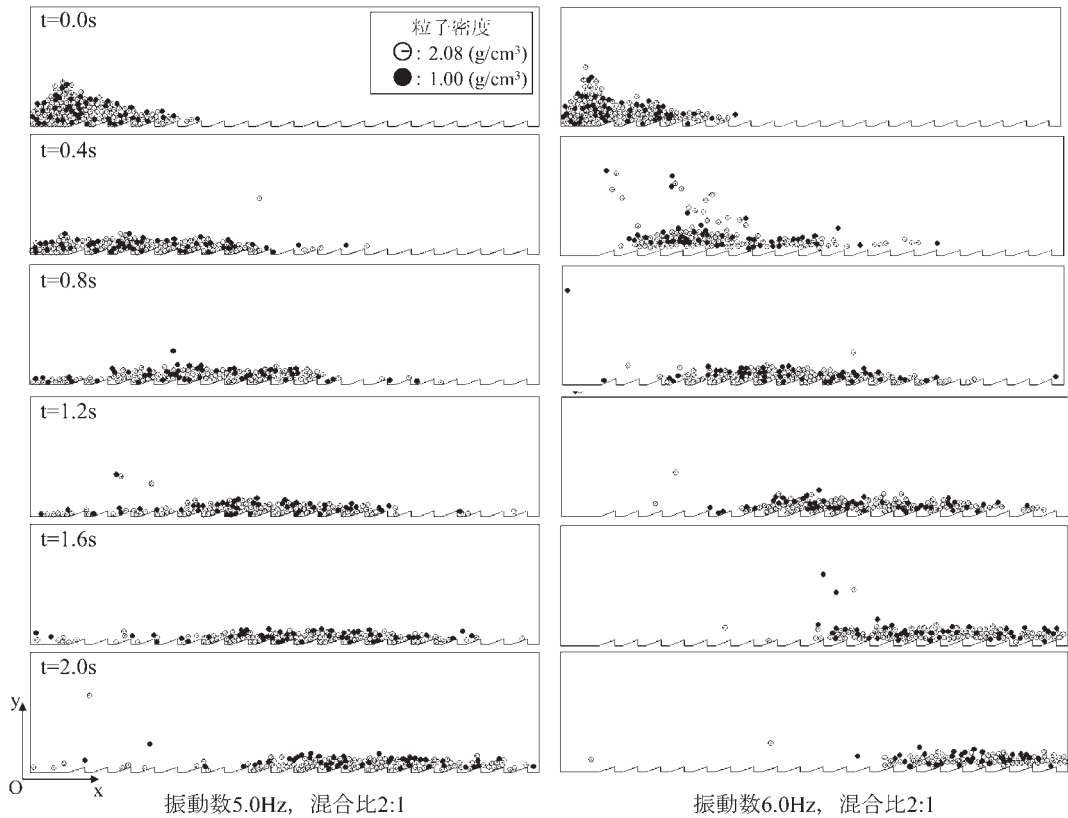 t=0.0s
粒子密度
: 2.08 (g/cm³)
: 1.00 (g/cm³)
t=0.4s
t=0.8s
t=1.2s
t=1.6s
t=2.0s
y
O
x
振動数5.0Hz, 混合比2:1
振動数6.0Hz, 混合比2:1